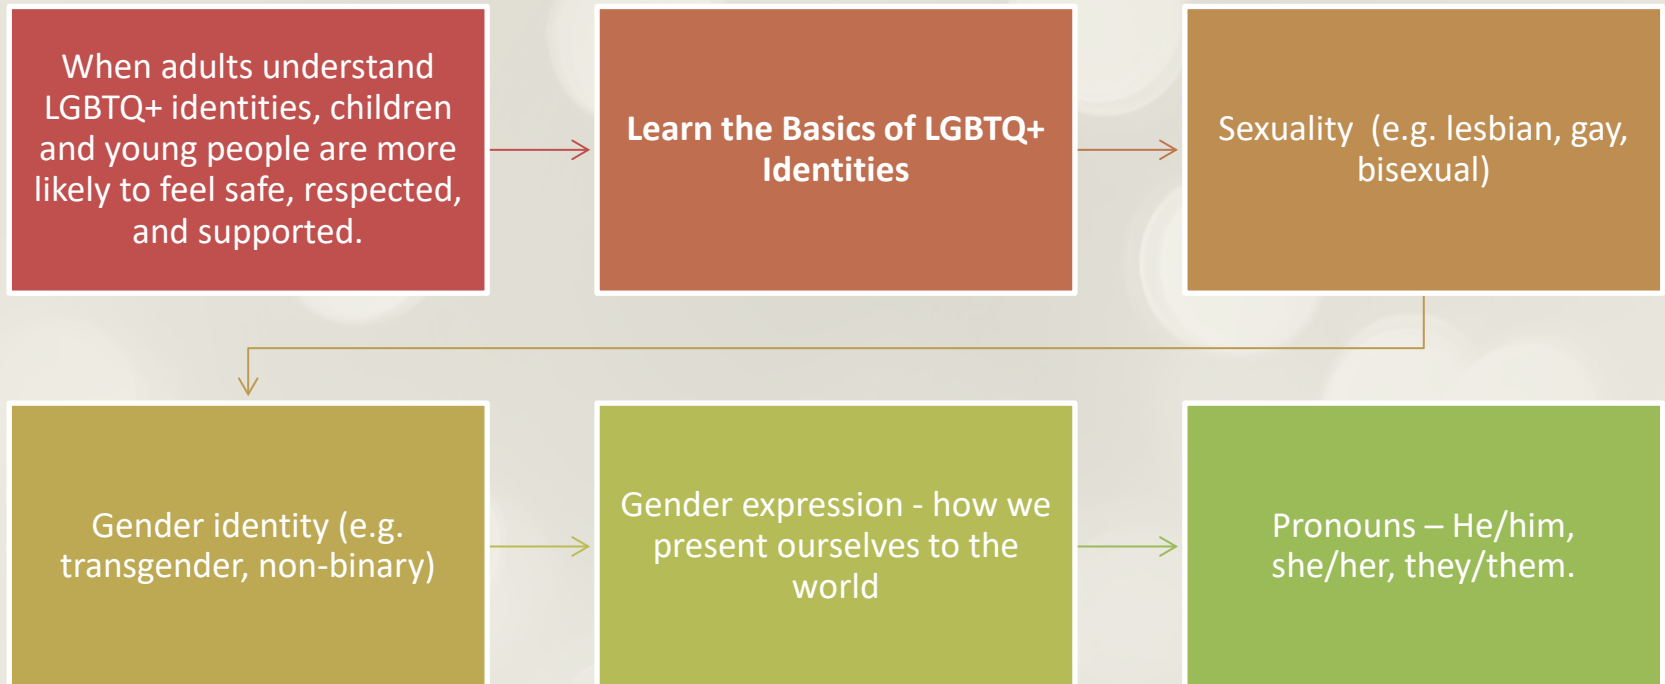 When adults understand
LGBTQ+ identities, children
and young people are more
likely to feel safe, respected,
and supported.
Learn the Basics of LGBTQ+
Identities
Sexuality  (e.g. lesbian, gay,
bisexual)
Gender identity (e.g.
transgender, non-binary)
Gender expression - how we
present ourselves to the
world
Pronouns – He/him,
she/her, they/them.